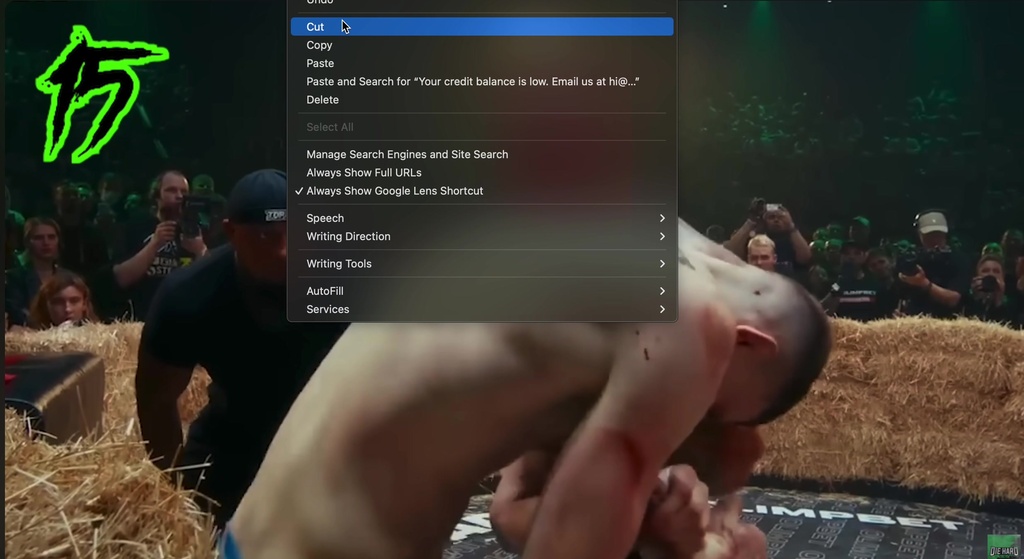 Undo
Cut
Copy
Paste
Paste and Search for “Your credit balance is low. Email us at hi@...”
Delete
Select All
Manage Search Engines and Site Search
Always Show Full URLs
✓ Always Show Google Lens Shortcut
Speech
Writing Direction
Writing Tools
AutoFill
Services
TOP
LIMPBET
DIE HARD